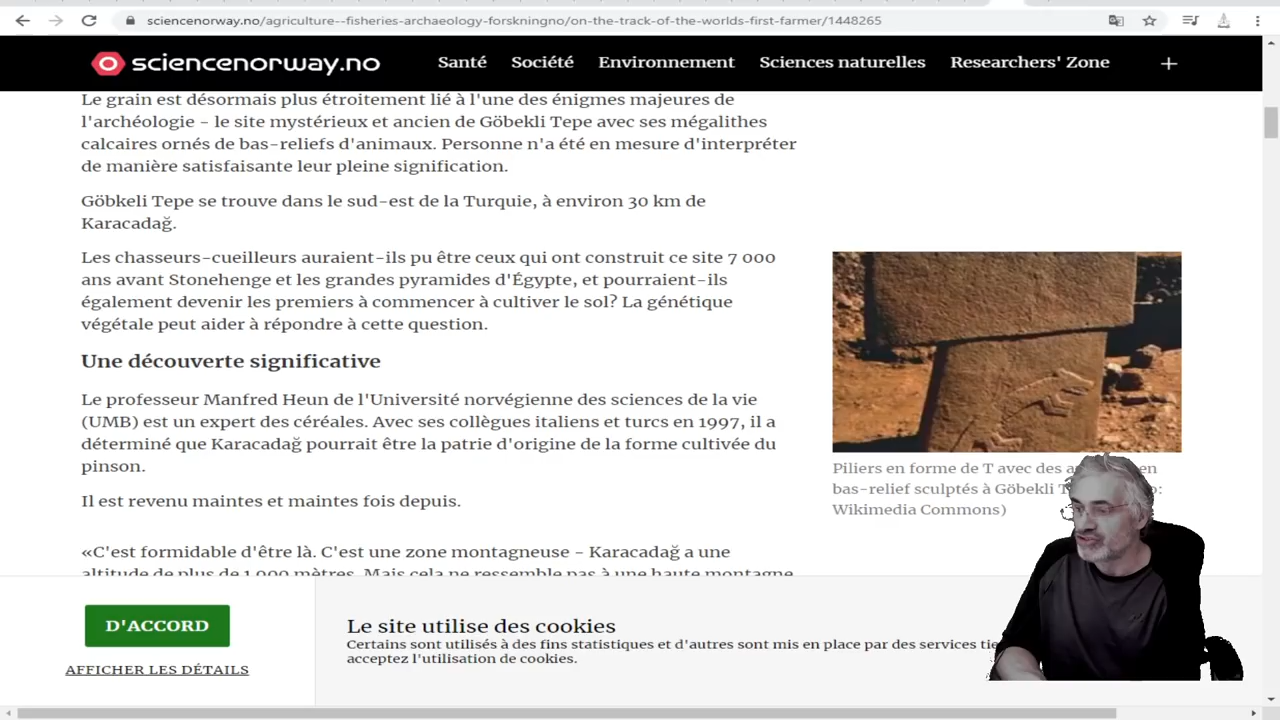 sciencenorway.no/agriculture--fisheries-archaeology-forskningno/on-the-track-of-the-worlds-first-farmer/1448265
sciencenorway.no
Santé Société Environnement Sciences naturelles Researchers' Zone +
Le grain est désormais plus étroitement lié à l'une des énigmes majeures de
l'archéologie - le site mystérieux et ancien de Göbekli Tepe avec ses mégalithes
calcaires ornés de bas-reliefs d'animaux. Personne n'a été en mesure d'interpréter
de manière satisfaisante leur pleine signification.
Göbkeli Tepe se trouve dans le sud-est de la Turquie, à environ 30 km de
Karacadağ.
Les chasseurs-cueilleurs auraient-ils pu être ceux qui ont construit ce site 7 000
ans avant Stonehenge et les grandes pyramides d'Égypte, et pourraient-ils
également devenir les premiers à commencer à cultiver le sol? La génétique
végétale peut aider à répondre à cette question.
Une découverte significative
Le professeur Manfred Heun de l'Université norvégienne des sciences de la vie
(UMB) est un expert des céréales. Avec ses collègues italiens et turcs en 1997, il a
déterminé que Karacadağ pourrait être la patrie d'origine de la forme cultivée du
pinson.
Il est revenu maintes et maintes fois depuis.
«C'est formidable d'être là. C'est une zone montagneuse - Karacadağ a une
altitude de plus de 1 000 mètres. Mais cela ne ressemble pas à une haute montagne
Piliers en forme de T avec des en
bas-relief sculptés à Göbekli
Wikimedia Commons)
D'ACCORD
AFFICHER LES DÉTAILS
Le site utilise des cookies
Certains sont utilisés à des fins statistiques et d'autres sont mis en place par des services
acceptez l'utilisation de cookies.